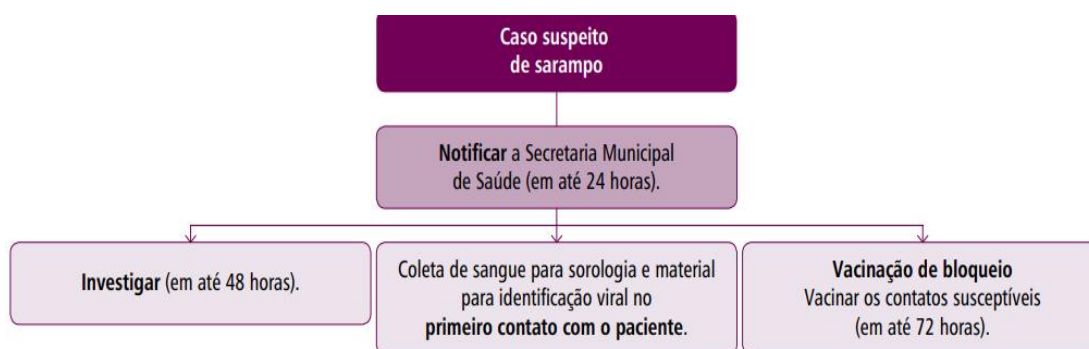 Caso suspeito
de sarampo
Notificar a Secretaria Municipal
de Saúde (em até 24 horas).
Investigar (em até 48 horas).
Coleta de sangue para sorologia e material
para identificação viral no
primeiro contato com o paciente.
Vacinação de bloqueio
Vacinar os contatos susceptíveis
(em até 72 horas).